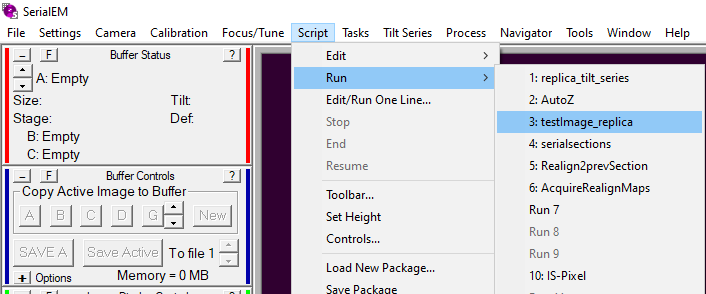 SerialEM
File Settings Camera Calibration Focus/Tune Script Tasks Tilt Series Process Navigator Tools Window Help
– F Buffer Status ?
A: Empty
Size: Tilt:
Stage: Def:
B: Empty
C: Empty
– F Buffer Controls ?
Copy Active Image to Buffer
A B C D G New
SAVE A Save Active To file 1
+ Options Memory = 0 MB
Edit
Run
Edit/Run One Line...
Stop
End
Resume
Toolbar...
Set Height
Controls...
Load New Package...
Save Package
1: replica_tilt_series
2: AutoZ
3: testImage_replica
4: serialsections
5: Realign2prevSection
6: AcquireRealignMaps
Run 7
Run 8
Run 9
10: IS-Pixel